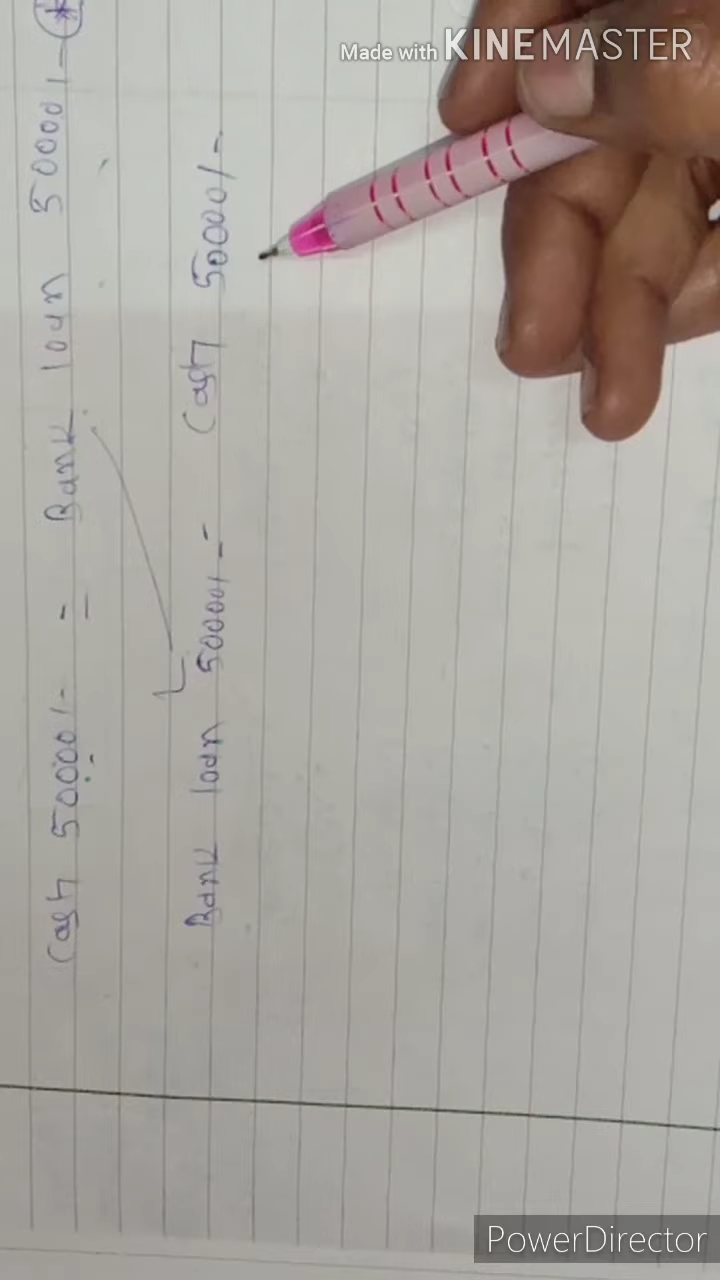 Made with KINEMASTER
Cash 50000/- = Bank loan 50000/-
Bank loan 50000/- - Cash 50000/-
PowerDirector